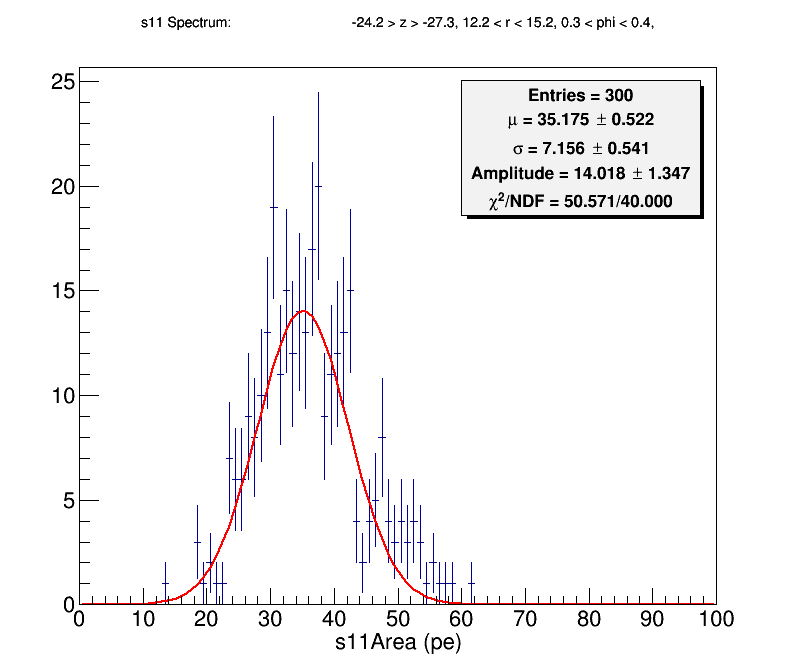 s11 Spectrum: -24.2 > z > -27.3, 12.2 < r < 15.2, 0.3 < phi < 0.4,
Entries = 300
μ = 35.175 ± 0.522
σ = 7.156 ± 0.541
Amplitude = 14.018 ± 1.347
χ²/NDF = 50.571/40.000
25
20
15
10
5
0
0 10 20 30 40 50 60 70 80 90 100
s11Area (pe)